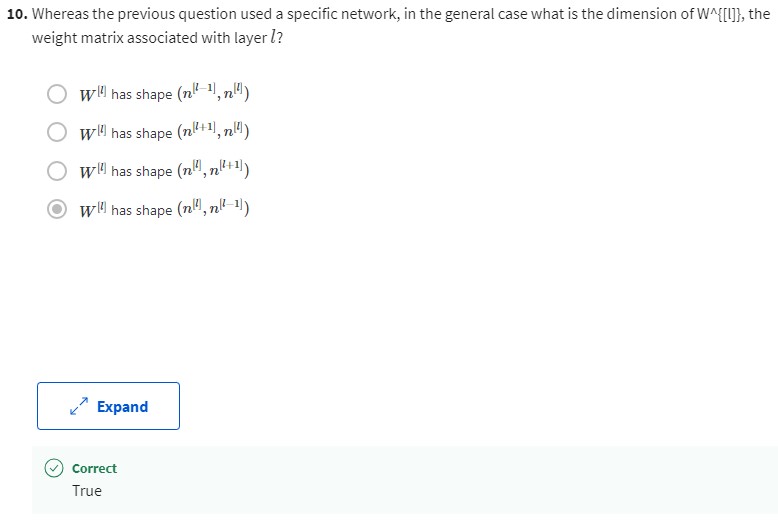 10. Whereas the previous question used a specific network, in the general case what is the dimension of W^{[l]}, the
weight matrix associated with layer l?
W^[l] has shape (n^[l−1], n^[l])
W^[l] has shape (n^[l+1], n^[l])
W^[l] has shape (n^[l], n^[l+1])
W^[l] has shape (n^[l], n^[l−1])
Expand
Correct
True